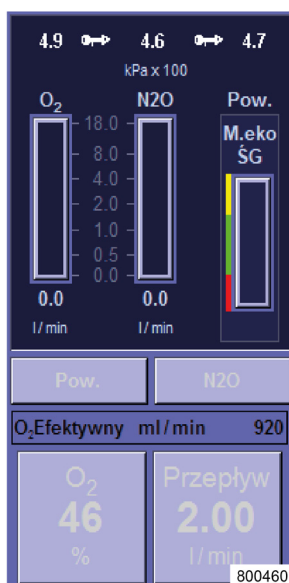 4.9 4.6 4.7
kPa x 100
O₂ N2O Pow.
18.0
8.0
4.0
2.0
1.0
0.5
0.0
M.eko
ŚG
0.0 0.0
l / min l / min
Pow. N2O
O₂Efektywny ml / min 920
O₂ Przepływ
46 2.00
% l / min
800460